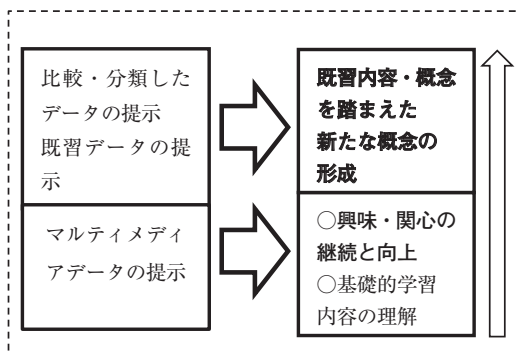 比較・分類した
データの提示
既習データの提
示
マルティメディ
アデータの提示
既習内容・概念
を踏まえた
新たな概念の
形成
○興味・関心の
継続と向上
○基礎的学習
内容の理解